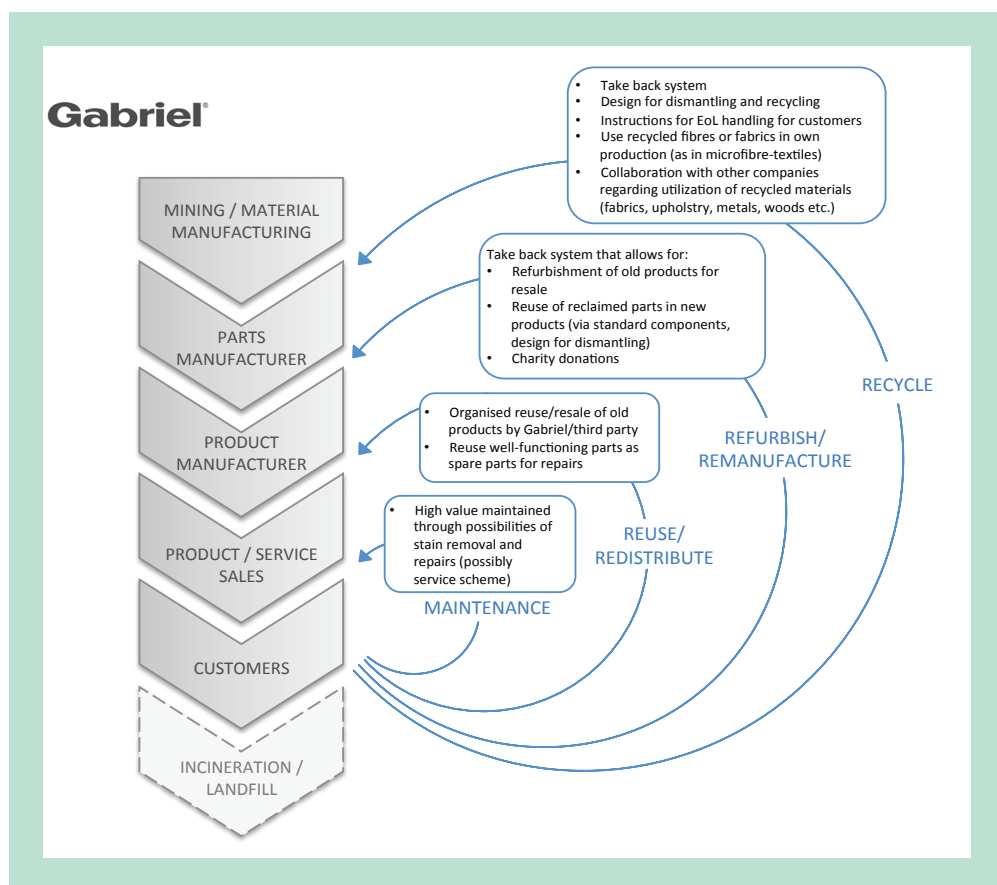 Gabriel®
• Take back system
• Design for dismantling and recycling
• Instructions for EoL handling for customers
• Use recycled fibres or fabrics in own
production (as in microfibre-textiles)
• Collaboration with other companies
regarding utilization of recycled materials
(fabrics, upholstry, metals, woods etc.)
MINING / MATERIAL
MANUFACTURING
Take back system that allows for:
• Refurbishment of old products for
resale
• Reuse of reclaimed parts in new
products (via standard components,
design for dismantling)
• Charity donations
PARTS
MANUFACTURER
RECYCLE
• Organised reuse/resale of old
products by Gabriel/third party
• Reuse well-functioning parts as
spare parts for repairs
REFURBISH/
REMANUFACTURE
PRODUCT
MANUFACTURER
• High value maintained
through possibilities of
stain removal and
repairs (possibly
service scheme)
REUSE/
REDISTRIBUTE
PRODUCT / SERVICE
SALES
MAINTENANCE
CUSTOMERS
INCINERATION /
LANDFILL